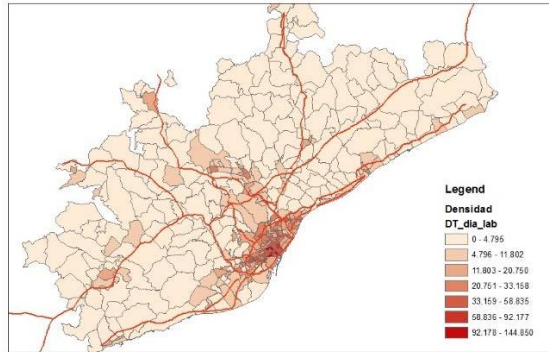 Legend
Densidad
DT_dia_lab
0 - 4.795
4.796 - 11.802
11.803 - 20.750
20.751 - 33.158
33.159 - 58.835
58.836 - 92.177
92.178 - 144.850